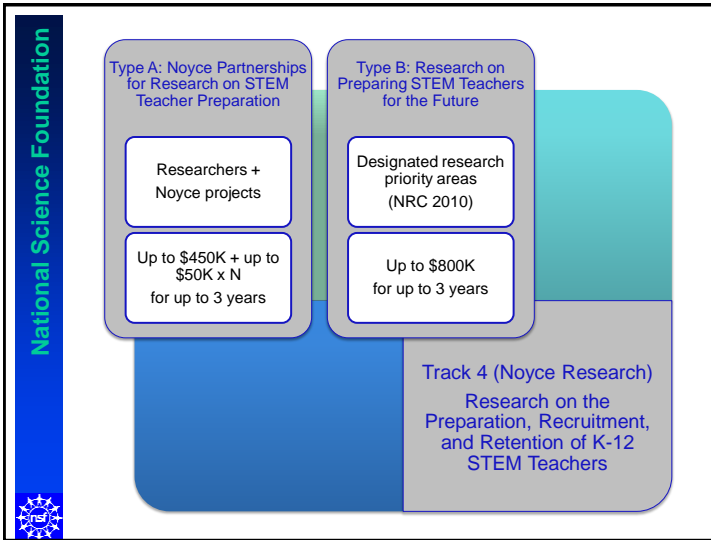 National Science Foundation
Type A: Noyce Partnerships
for Research on STEM
Teacher Preparation
Researchers +
Noyce projects
Up to $450K + up to
$50K x N
for up to 3 years
Type B: Research on
Preparing STEM Teachers
for the Future
Designated research
priority areas
(NRC 2010)
Up to $800K
for up to 3 years
Track 4 (Noyce Research)
Research on the
Preparation, Recruitment,
and Retention of K-12
STEM Teachers
nsf